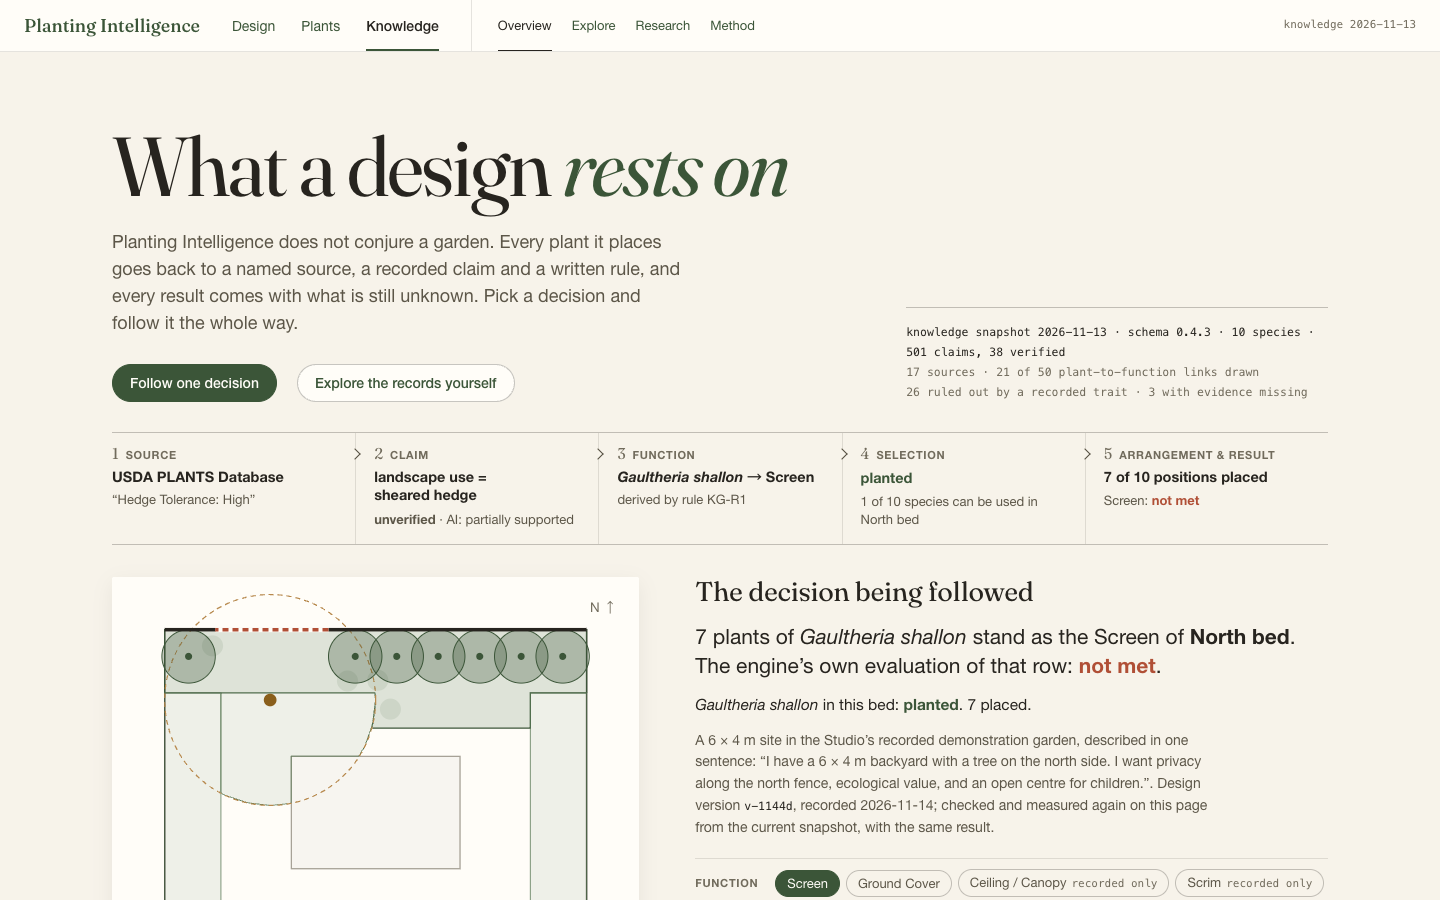 Planting Intelligence Design Plants Knowledge Overview Explore Research Method knowledge 2026-11-13
What a design rests on
Planting Intelligence does not conjure a garden. Every plant it places
goes back to a named source, a recorded claim and a written rule, and
every result comes with what is still unknown. Pick a decision and
follow it the whole way.
Follow one decision Explore the records yourself
knowledge snapshot 2026-11-13 · schema 0.4.3 · 10 species ·
501 claims, 38 verified
17 sources · 21 of 50 plant-to-function links drawn
26 ruled out by a recorded trait · 3 with evidence missing
1 SOURCE
USDA PLANTS Database
“Hedge Tolerance: High”
2 CLAIM
landscape use =
sheared hedge
unverified · AI: partially supported
3 FUNCTION
Gaultheria shallon → Screen
derived by rule KG-R1
4 SELECTION
planted
1 of 10 species can be used in
North bed
5 ARRANGEMENT & RESULT
7 of 10 positions placed
Screen: not met
N ↑
The decision being followed
7 plants of Gaultheria shallon stand as the Screen of North bed.
The engine’s own evaluation of that row: not met.
Gaultheria shallon in this bed: planted. 7 placed.
A 6 × 4 m site in the Studio’s recorded demonstration garden, described in one
sentence: “I have a 6 × 4 m backyard with a tree on the north side. I want privacy
along the north fence, ecological value, and an open centre for children.”. Design
version v-1144d, recorded 2026-11-14; checked and measured again on this page
from the current snapshot, with the same result.
FUNCTION Screen Ground Cover Ceiling / Canopy recorded only Scrim recorded only